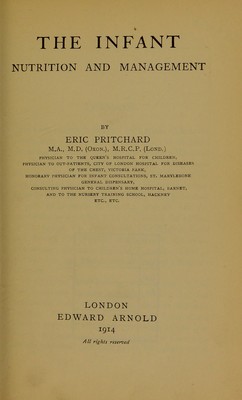 THE INFANT
NUTRITION AND MANAGEMENT
BY
ERIC PRITCHARD
M.A., M.D. (OXON.), M.R.C.P. (LOND.)
PHYSICIAN TO THE QUEEN'S HOSPITAL FOR CHILDREN;
PHYSICIAN TO OUT-PATIENTS, CITY OF LONDON HOSPITAL FOR DISEASES
OF THE CHEST, VICTORIA PARK;
HONORARY PHYSICIAN FOR INFANT CONSULTATIONS, ST. MARYLEBONE
GENERAL DISPENSARY;
CONSULTING PHYSICIAN TO CHILDREN'S HOME HOSPITAL, BARNET,
AND TO THE NURSERY TRAINING SCHOOL, HACKNEY
ETC., ETC.
LONDON
EDWARD ARNOLD
1914
All rights reserved